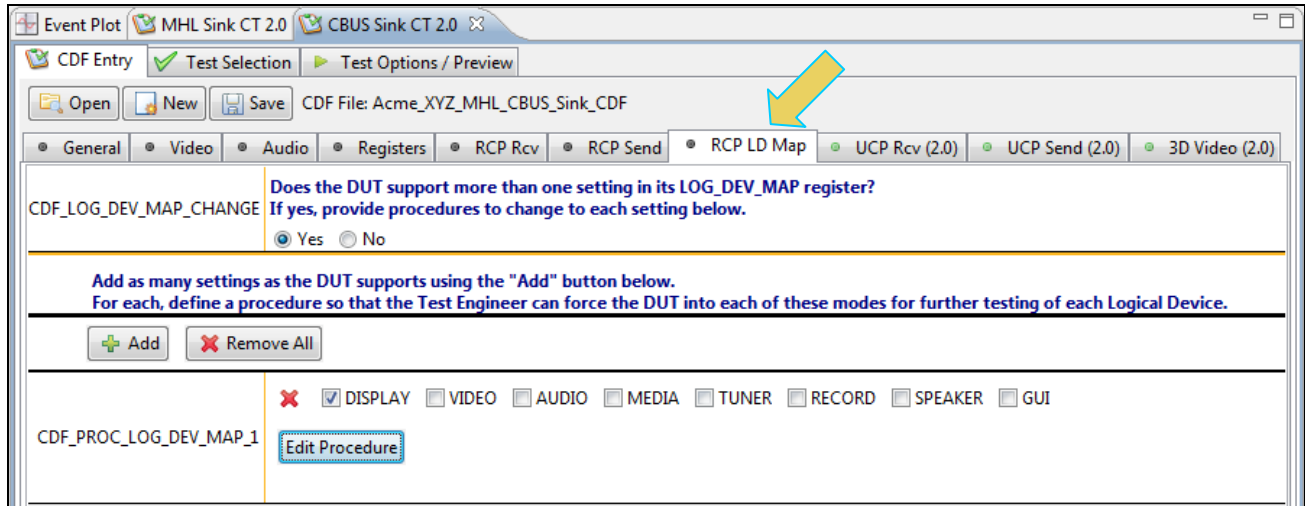 Event Plot MHL Sink CT 2.0 CBUS Sink CT 2.0
CDF Entry Test Selection Test Options / Preview
Open New Save CDF File: Acme_XYZ_MHL_CBUS_Sink_CDF
General Video Audio Registers RCP Rcv RCP Send RCP LD Map UCP Rcv (2.0) UCP Send (2.0) 3D Video (2.0)
CDF_LOG_DEV_MAP_CHANGE
Does the DUT support more than one setting in its LOG_DEV_MAP register?
If yes, provide procedures to change to each setting below.
Yes No
Add as many settings as the DUT supports using the "Add" button below.
For each, define a procedure so that the Test Engineer can force the DUT into each of these modes for further testing of each Logical Device.
Add Remove All
CDF_PROC_LOG_DEV_MAP_1
DISPLAY VIDEO AUDIO MEDIA TUNER RECORD SPEAKER GUI
Edit Procedure